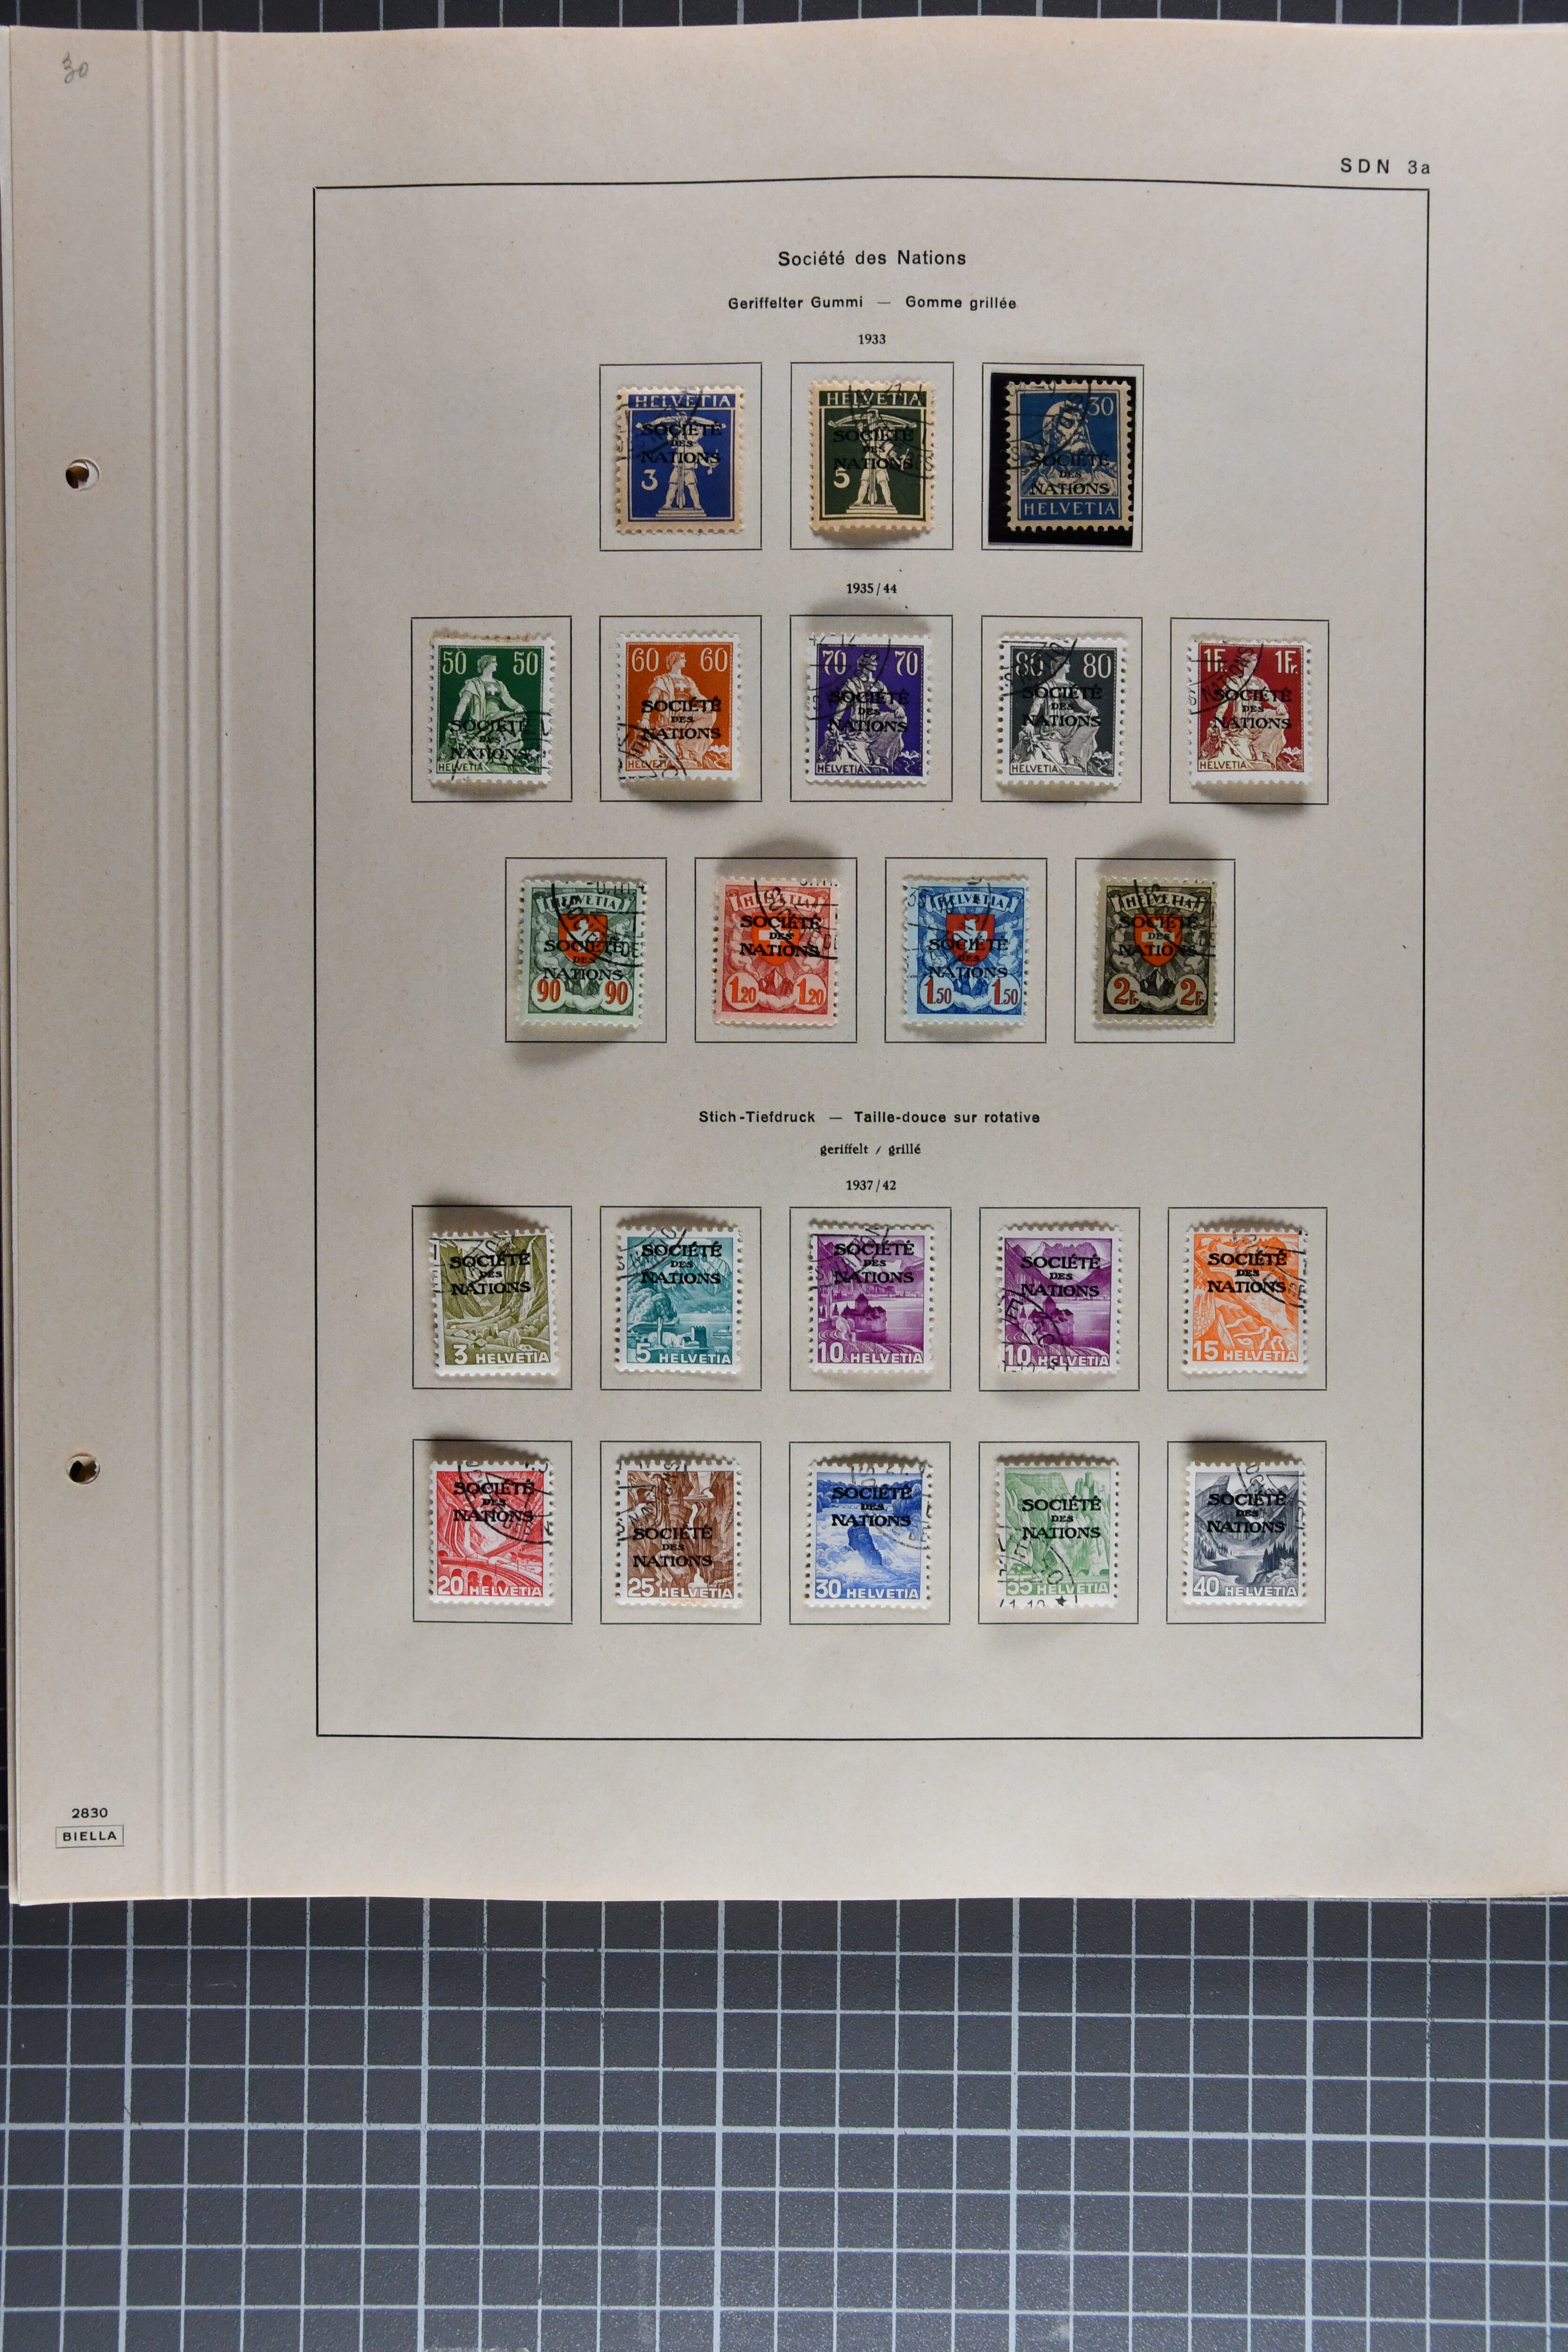 30
SDN 3a
Société des Nations
Geriffelter Gummi — Gomme grillée
1933
HELVETIA
SOCIÉTÉ
DES
NATIONS
3
HELVETIA
SOCIÉTÉ
DES
NATIONS
5
30
SOCIÉTÉ
DES
NATIONS
HELVETIA
1935/44
50 50
SOCIÉTÉ
DES
NATIONS
HELVETIA
60 60
SOCIÉTÉ
DES
NATIONS
HELVETIA
70 70
SOCIÉTÉ
DES
NATIONS
HELVETIA
80 80
SOCIÉTÉ
DES
NATIONS
HELVETIA
1Fr. 1Fr.
SOCIÉTÉ
DES
NATIONS
HELVETIA
HELVETIA
SOCIÉTÉ
DES
NATIONS
90 90
HELVETIA
SOCIÉTÉ
DES
NATIONS
1.20 1.20
HELVETIA
SOCIÉTÉ
DES
NATIONS
1.50 1.50
HELVETIA
SOCIÉTÉ
DES
NATIONS
2Fr. 2Fr.
Stich-Tiefdruck — Taille-douce sur rotative
geriffelt / grillé
1937/42
SOCIÉTÉ
DES
NATIONS
3 HELVETIA
SOCIÉTÉ
DES
NATIONS
5 HELVETIA
SOCIÉTÉ
DES
NATIONS
10 HELVETIA
SOCIÉTÉ
DES
NATIONS
10 HELVETIA
SOCIÉTÉ
DES
NATIONS
15 HELVETIA
SOCIÉTÉ
DES
NATIONS
20 HELVETIA
SOCIÉTÉ
DES
NATIONS
25 HELVETIA
SOCIÉTÉ
DES
NATIONS
30 HELVETIA
SOCIÉTÉ
DES
NATIONS
35 HELVETIA
SOCIÉTÉ
DES
NATIONS
40 HELVETIA
2830
BIELLA